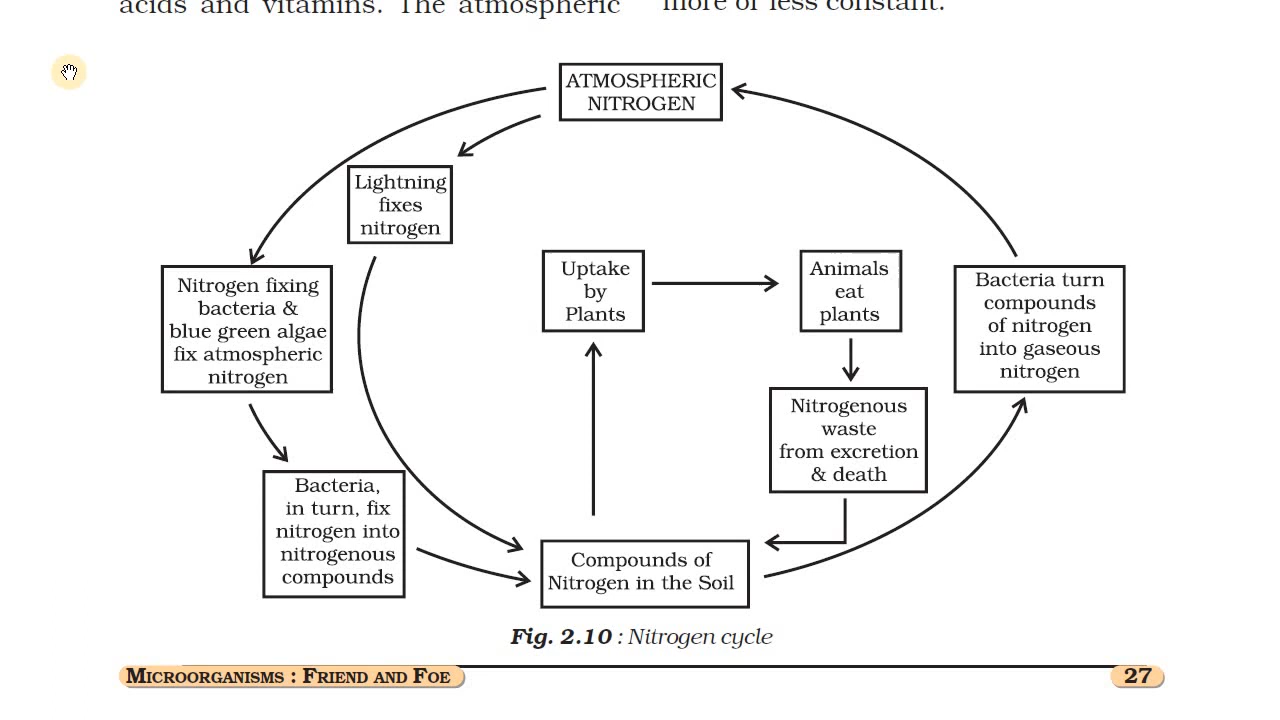 acids and vitamins. The atmospheric
more or less constant.
ATMOSPHERIC
NITROGEN
Lightning
fixes
nitrogen
Nitrogen fixing
bacteria &
blue green algae
fix atmospheric
nitrogen
Uptake
by
Plants
Animals
eat
plants
Bacteria turn
compounds
of nitrogen
into gaseous
nitrogen
Nitrogenous
waste
from excretion
& death
Bacteria,
in turn, fix
nitrogen into
nitrogenous
compounds
Compounds of
Nitrogen in the Soil
Fig. 2.10 : Nitrogen cycle
MICROORGANISMS : FRIEND AND FOE
27